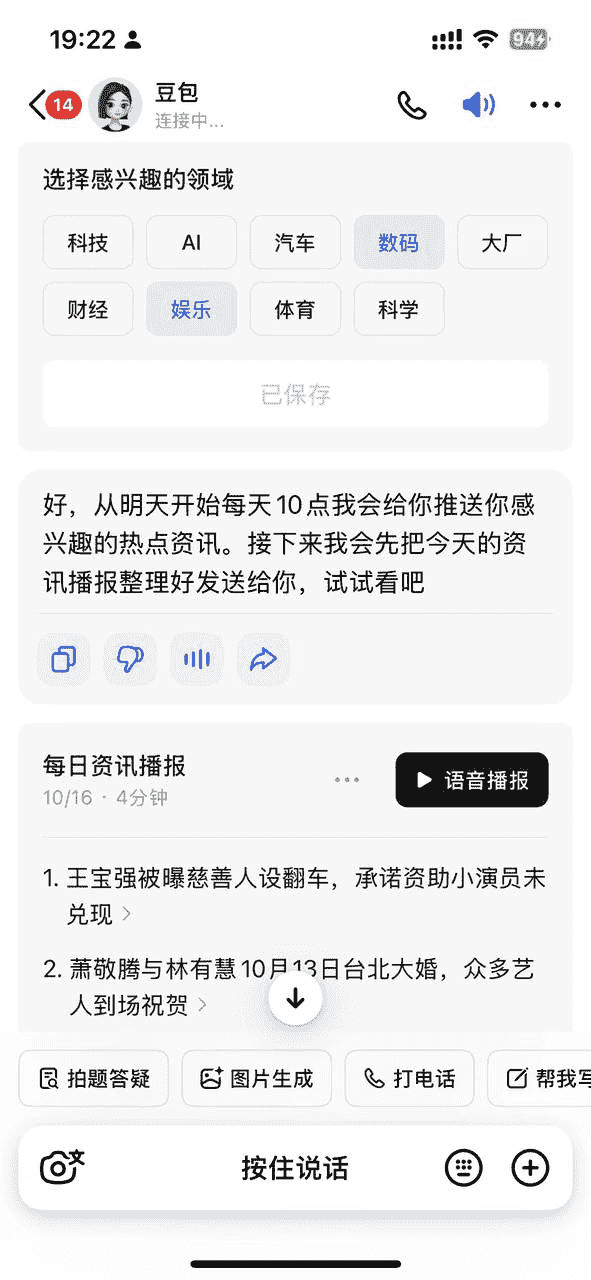 19:22
94
14
豆包
连接中...
选择感兴趣的领域
科技 AI 汽车 数码 大厂
财经 娱乐 体育 科学
已保存
好，从明天开始每天10点我会给你推送你感
兴趣的热点资讯。接下来我会先把今天的资
讯播报整理好发送给你，试试看吧
每日资讯播报
10/16 · 4分钟
语音播报
1. 王宝强被曝慈善人设翻车，承诺资助小演员未
兑现
2. 萧敬腾与林有慧10月13日台北大婚，众多艺
人到场祝贺
拍题答疑 图片生成 打电话 帮我写
文 按住说话